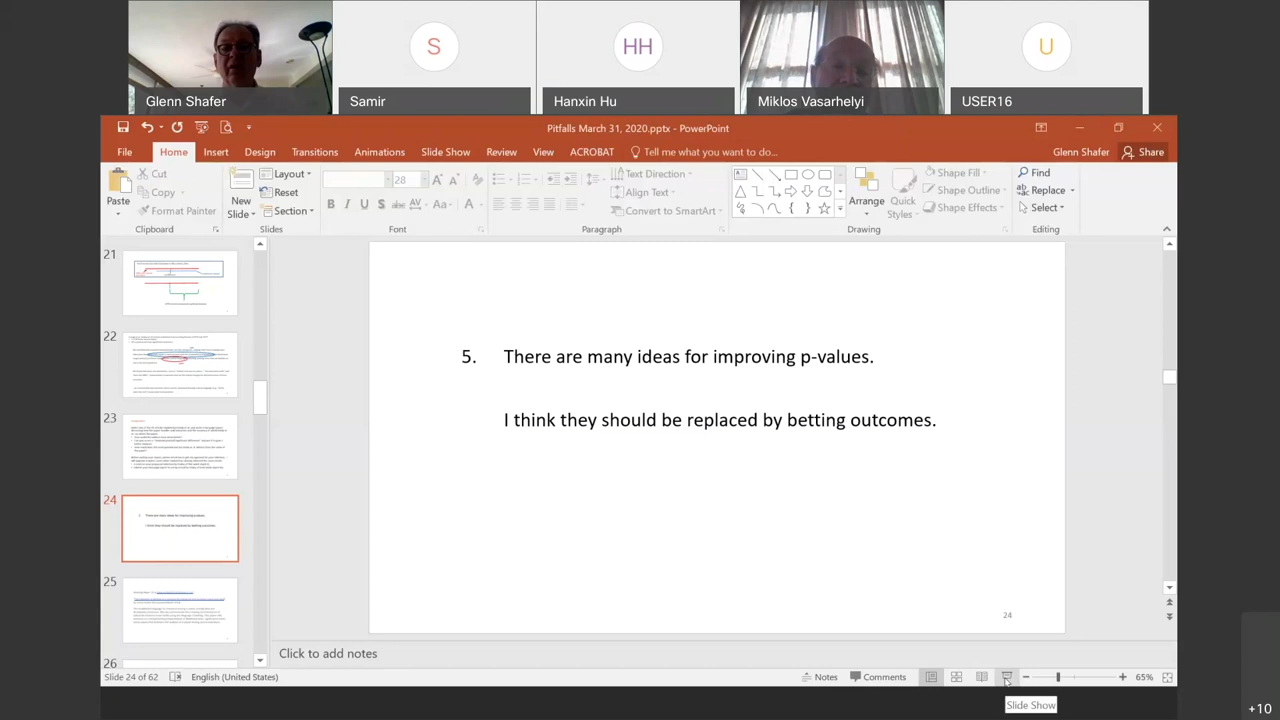 S
HH
U
Glenn Shafer
Samir
Hanxin Hu
Miklos Vasarhelyi
USER16
Pitfalls March 31, 2020.pptx - PowerPoint
File
Home
Insert
Design
Transitions
Animations
Slide Show
Review
View
ACROBAT
Tell me what you want to do...
Glenn Shafer
Share
Paste
Cut
Copy
Format Painter
Clipboard
New Slide
Layout
Reset
Section
Slides
28
B I U S abc AV Aa A
Font
Text Direction
Align Text
Convert to SmartArt
Paragraph
Arrange
Quick Styles
Shape Fill
Shape Outline
Shape Effects
Drawing
Find
Replace
Select
Editing
21
22
23
24
25
26
5. There are many ideas for improving p-values.
I think they should be replaced by betting outcomes.
24
Click to add notes
Slide 24 of 62
English (United States)
Notes
Comments
65%
Slide Show
+10